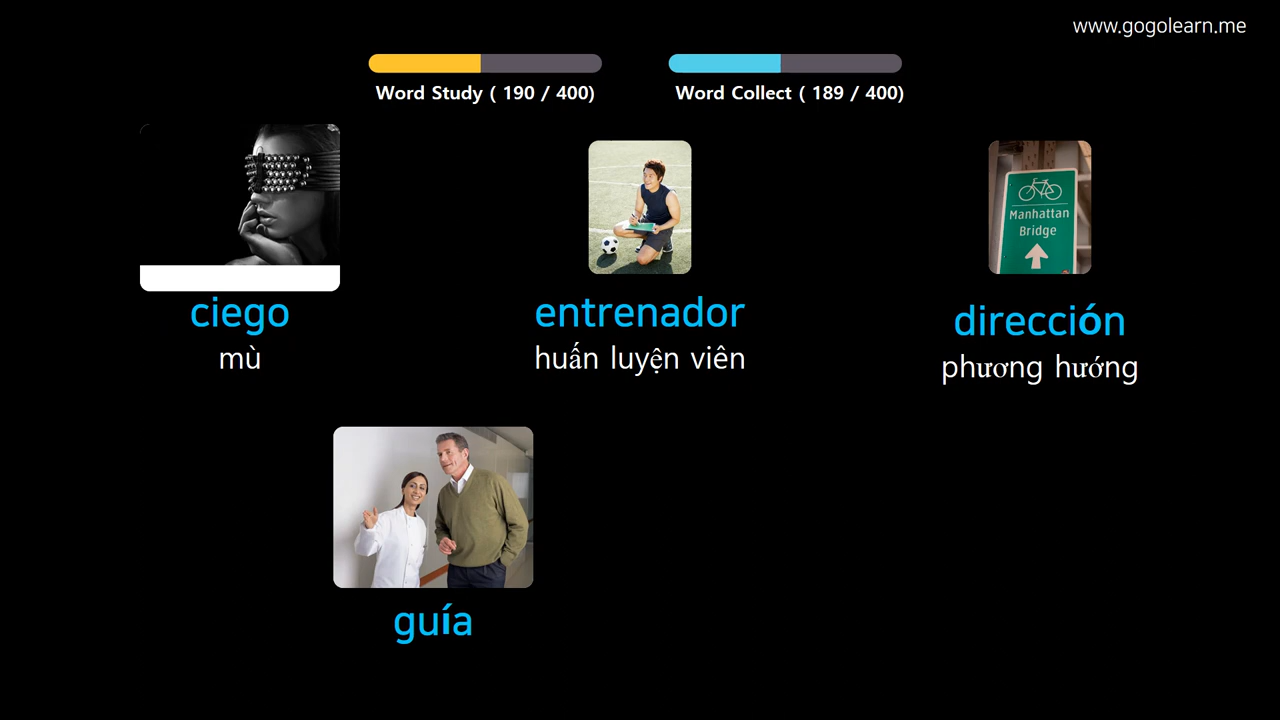 www.gogolearn.me
Word Study ( 190 / 400)
Word Collect ( 189 / 400)
Manhattan
Bridge
ciego
entrenador
dirección
mù
huấn luyện viên
phương hướng
guía